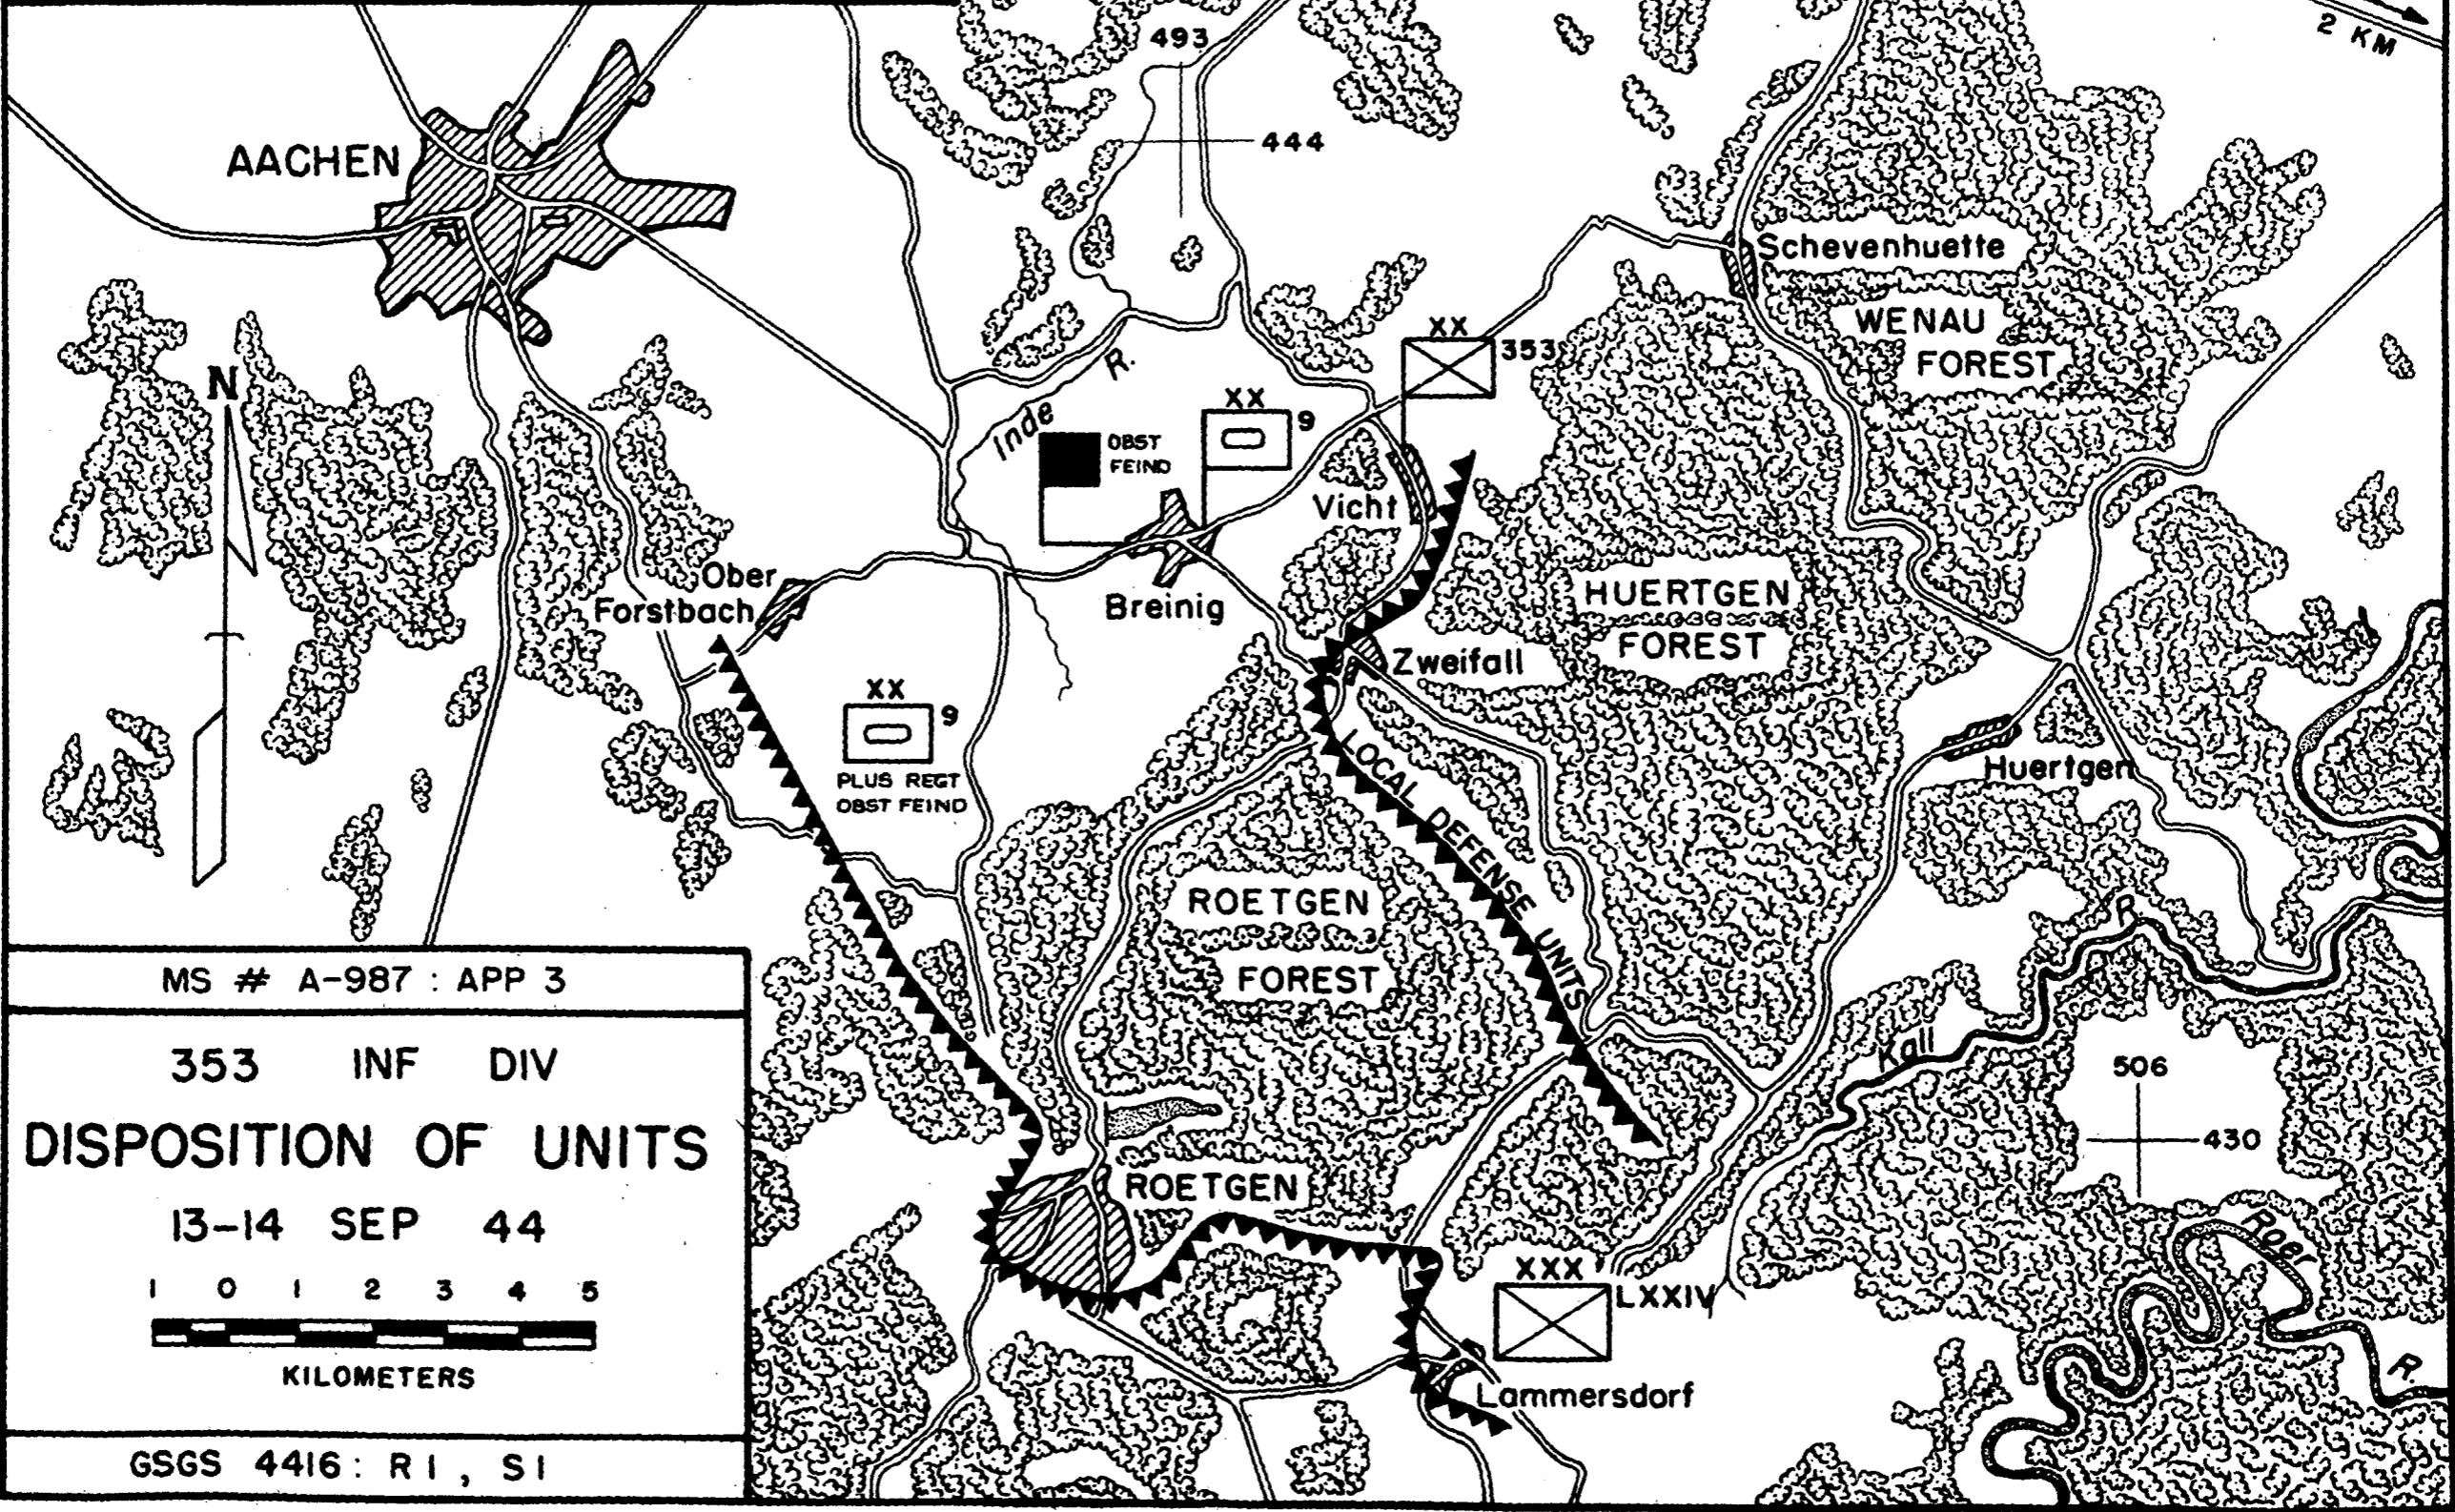 2 KM
493
444
AACHEN
Schevenhuette
WENAU
FOREST
XX
353
N
R.
Inde
XX
9
OBST
FEIND
Vicht
Ober
Forstbach
Breinig
HUERTGEN
FOREST
Zweifall
XX
9
PLUS REGT
OBST FEIND
LOCAL DEFENSE UNITS
Huertgen
ROETGEN
FOREST
R.
Kall
506
430
ROETGEN
Roer
R.
XXX
LXXIV
Lammersdorf
MS # A-987 : APP 3
353 INF DIV
DISPOSITION OF UNITS
13-14 SEP 44
1 0 1 2 3 4 5
KILOMETERS
GSGS 4416: R1, S1